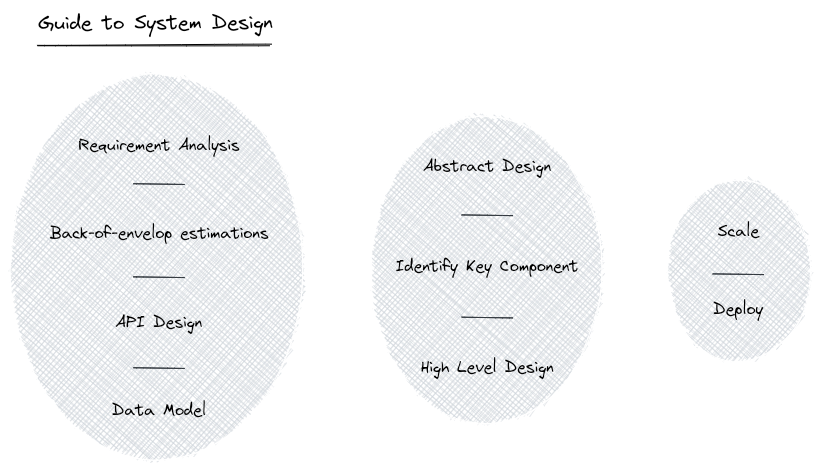 Guide to System Design
Requirement Analysis
Back-of-envelop estimations
API Design
Data Model
Abstract Design
Identify Key Component
High Level Design
Scale
Deploy